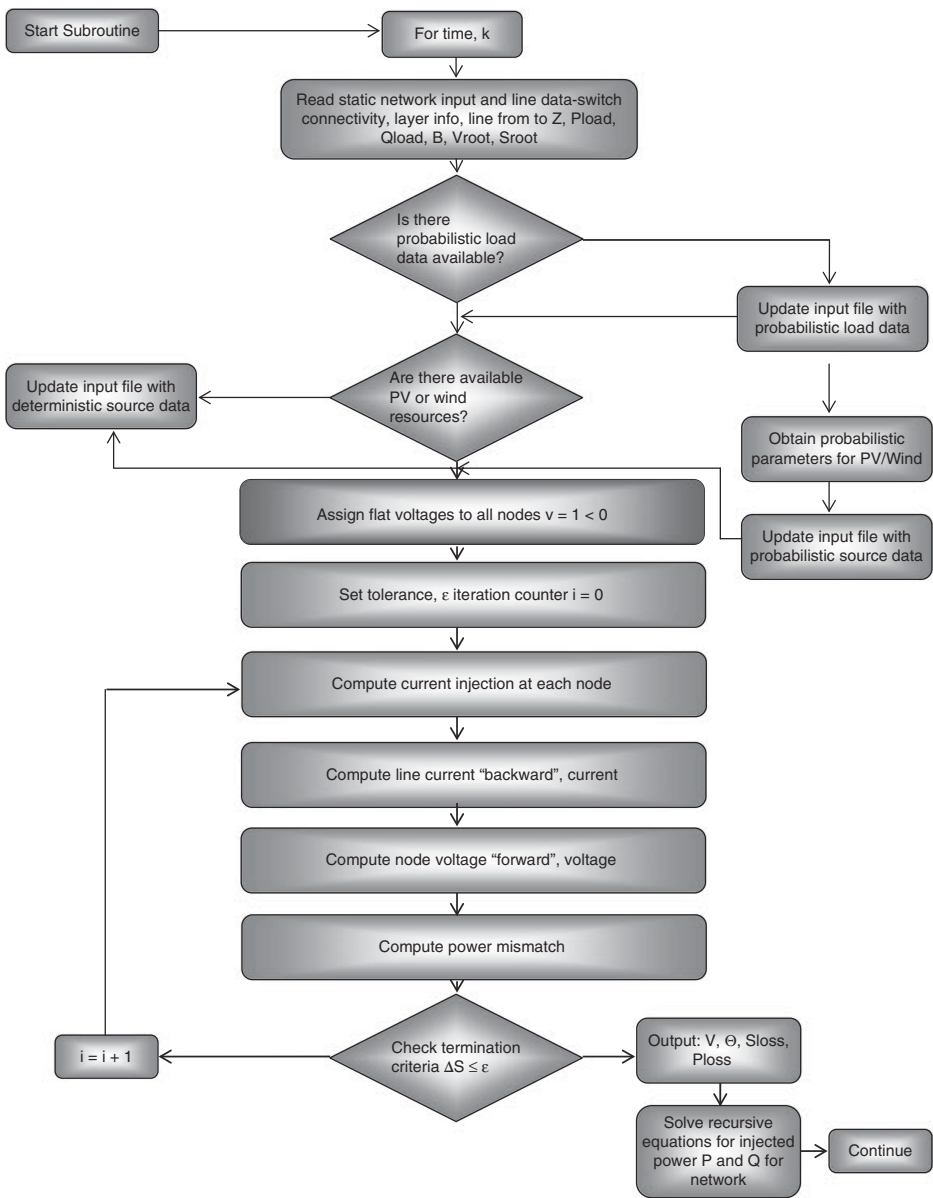 Start Subroutine
For time, k
Read static network input and line data-switch
connectivity, layer info, line from to Z, Pload,
Qload, B, Vroot, Sroot
Is there
probabilistic load
data available?
Update input file with
probabilistic load data
Are there available
PV or wind
resources?
Update input file with
deterministic source data
Obtain probabilistic
parameters for PV/Wind
Update input file with
probabilistic source data
Assign flat voltages to all nodes v = 1 < 0
Set tolerance, ε iteration counter i = 0
Compute current injection at each node
Compute line current “backward”, current
Compute node voltage “forward”, voltage
Compute power mismatch
Check termination
criteria ΔS ≤ ε
i = i + 1
Output: V, Θ, Sloss,
Ploss
Solve recursive
equations for injected
power P and Q for
network
Continue